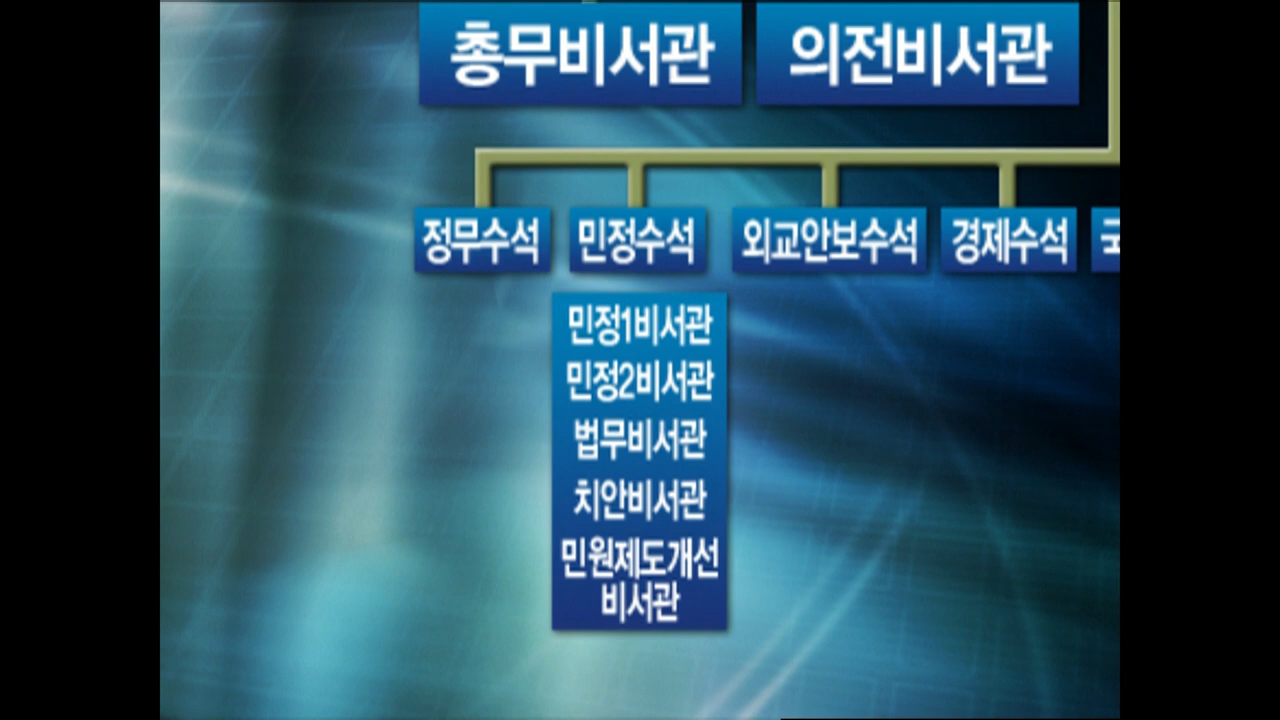 총무비서관 의전비서관
정무수석 민정수석 외교안보수석 경제수석
민정1비서관
민정2비서관
법무비서관
치안비서관
민원제도개선
비서관